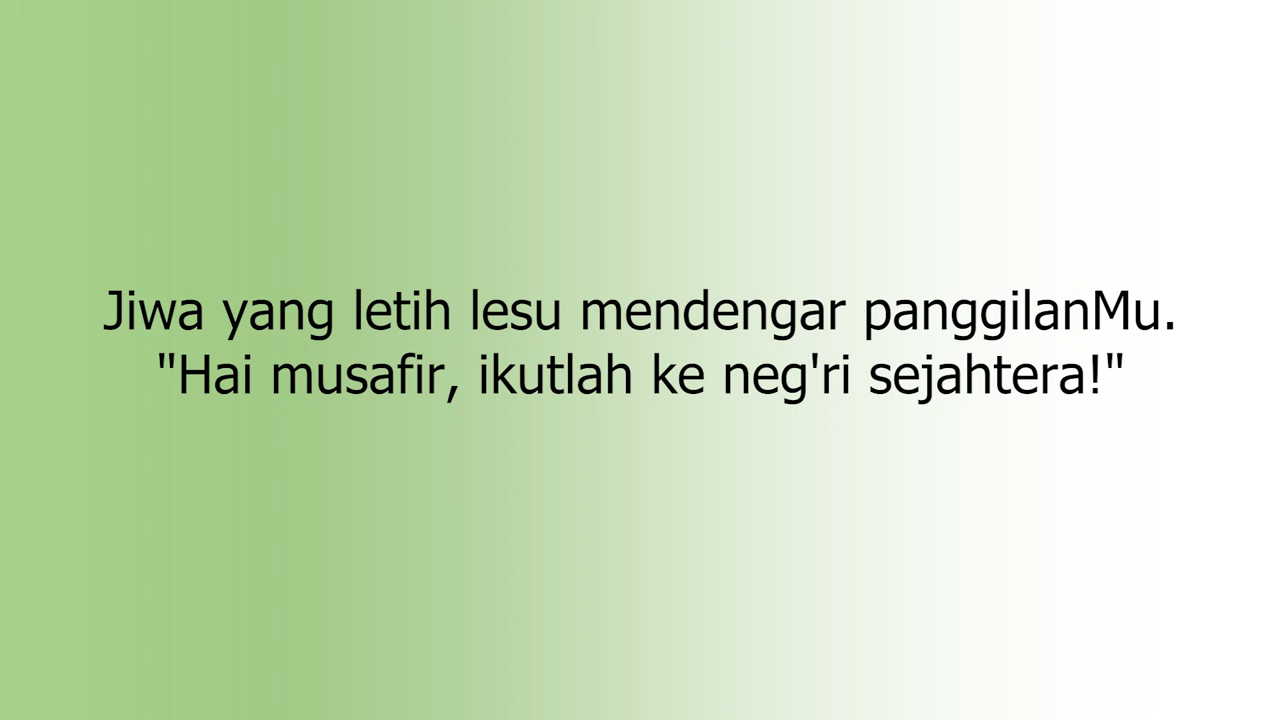 Jiwa yang letih lesu mendengar panggilanMu.
"Hai musafir, ikutlah ke neg'ri sejahtera!"